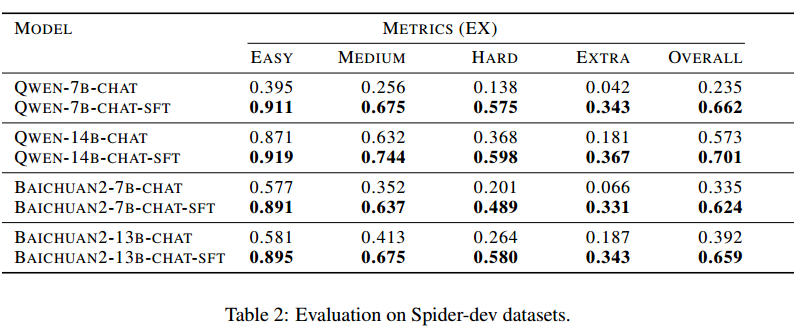 MODEL METRICS (EX)
EASY MEDIUM HARD EXTRA OVERALL
QWEN-7B-CHAT 0.395 0.256 0.138 0.042 0.235
QWEN-7B-CHAT-SFT 0.911 0.675 0.575 0.343 0.662
QWEN-14B-CHAT 0.871 0.632 0.368 0.181 0.573
QWEN-14B-CHAT-SFT 0.919 0.744 0.598 0.367 0.701
BAICHUAN2-7B-CHAT 0.577 0.352 0.201 0.066 0.335
BAICHUAN2-7B-CHAT-SFT 0.891 0.637 0.489 0.331 0.624
BAICHUAN2-13B-CHAT 0.581 0.413 0.264 0.187 0.392
BAICHUAN2-13B-CHAT-SFT 0.895 0.675 0.580 0.343 0.659
Table 2: Evaluation on Spider-dev datasets.